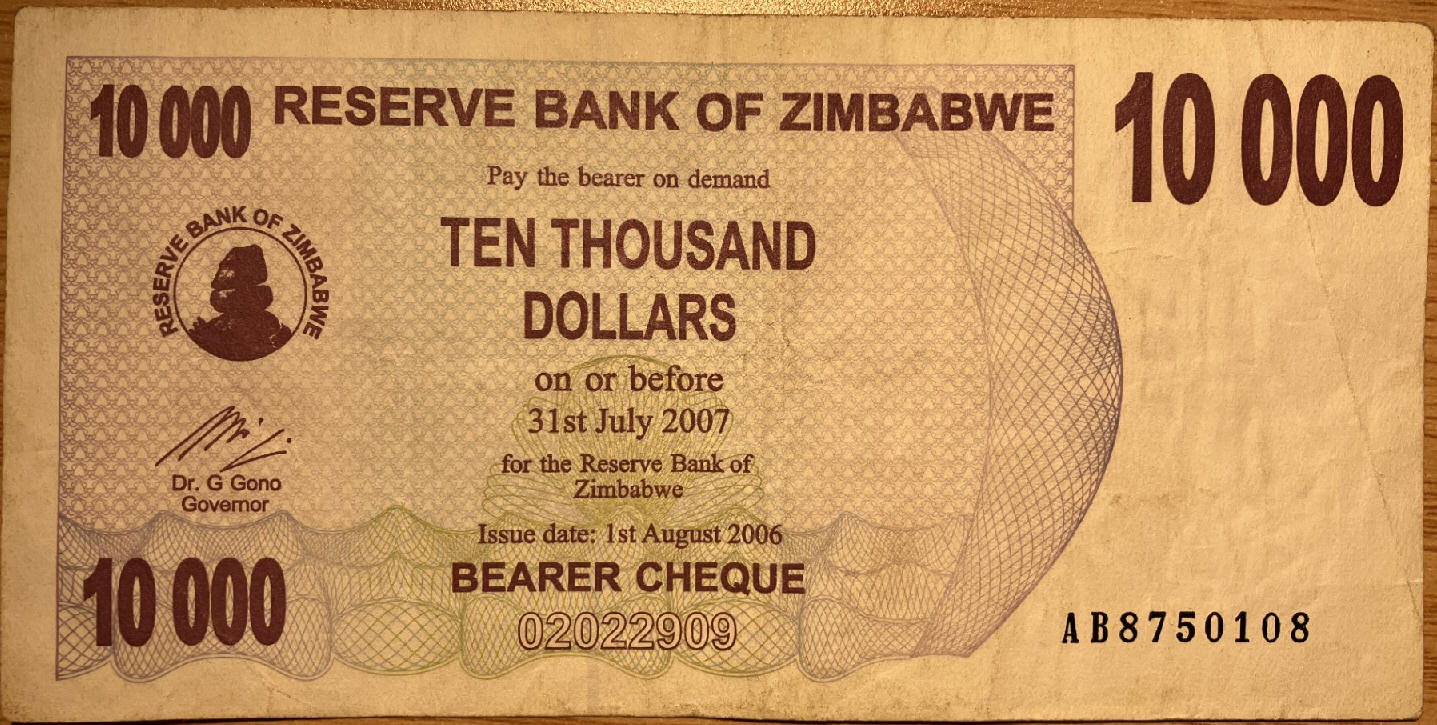 10 000 RESERVE BANK OF ZIMBABWE 10 000
Pay the bearer on demand
TEN THOUSAND
DOLLARS
RESERVE BANK OF ZIMBABWE
on or before
31st July 2007
for the Reserve Bank of
Zimbabwe
Dr. G Gono
Governor
Issue date: 1st August 2006
10 000 BEARER CHEQUE
02022909
AB8750108